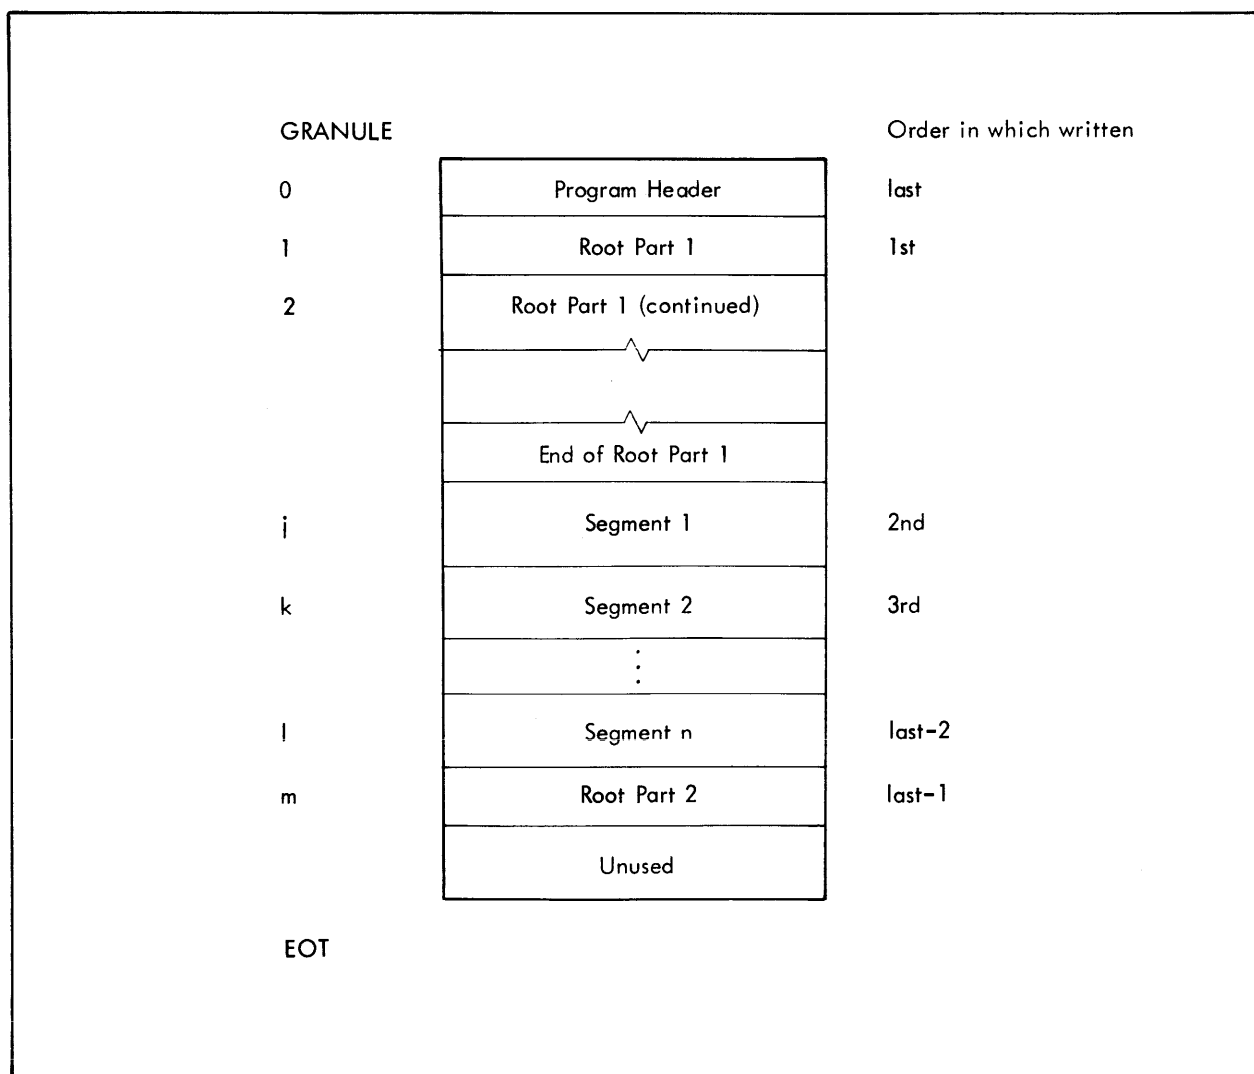 GRANULE Order in which written
0 Program Header last
1 Root Part 1 1st
2 Root Part 1 (continued)
End of Root Part 1
j Segment 1 2nd
k Segment 2 3rd
l Segment n last-2
m Root Part 2 last-1
Unused
EOT